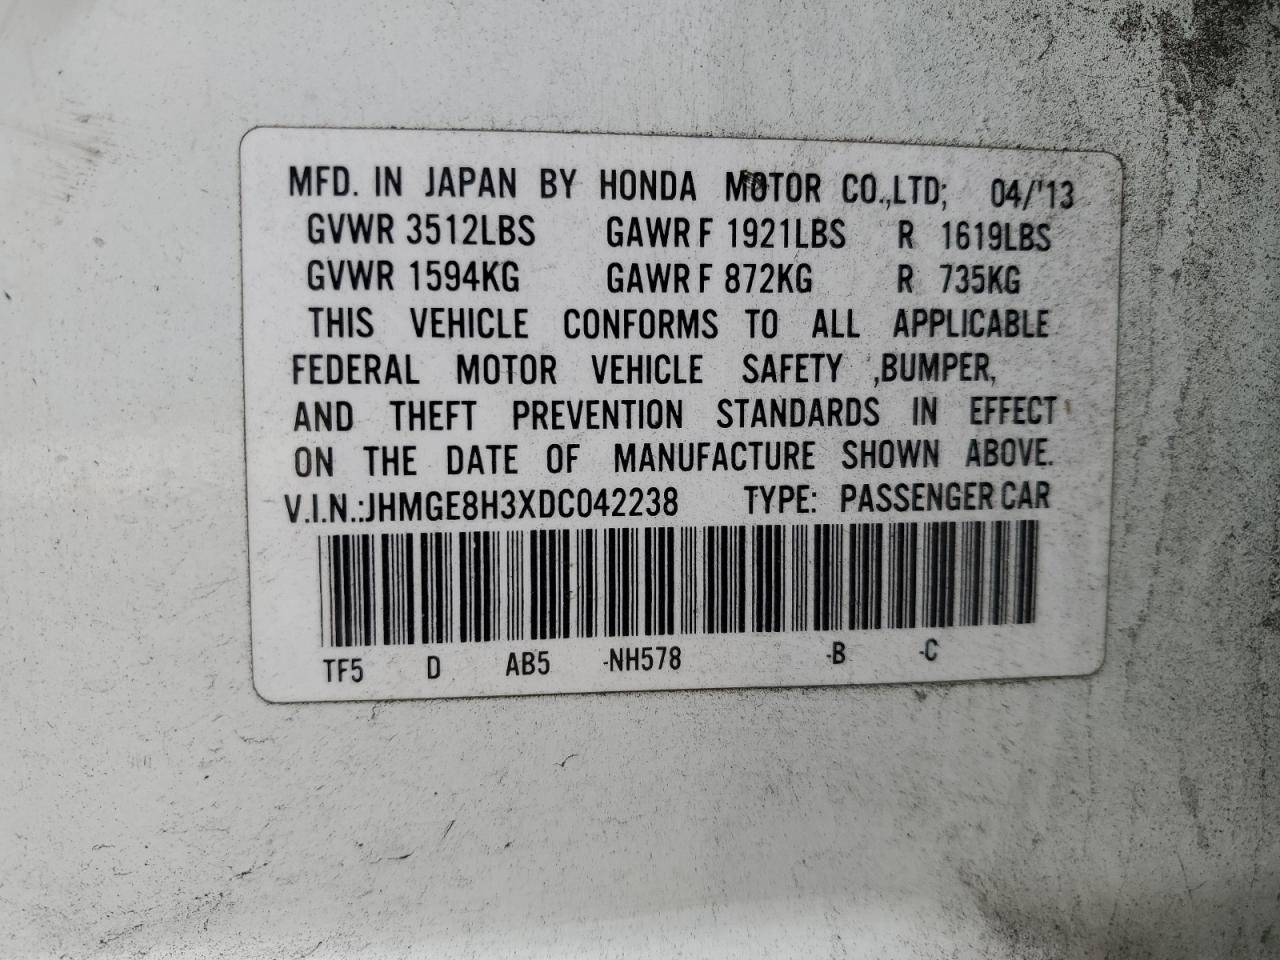 MFD. IN JAPAN BY HONDA MOTOR CO.,LTD; 04/'13
GVWR 3512LBS GAWR F 1921LBS R 1619LBS
GVWR 1594KG GAWR F 872KG R 735KG
THIS VEHICLE CONFORMS TO ALL APPLICABLE
FEDERAL MOTOR VEHICLE SAFETY ,BUMPER,
AND THEFT PREVENTION STANDARDS IN EFFECT
ON THE DATE OF MANUFACTURE SHOWN ABOVE.
V.I.N.:JHMGE8H3XDC042238 TYPE: PASSENGER CAR
TF5 D AB5 -NH578 -B -C